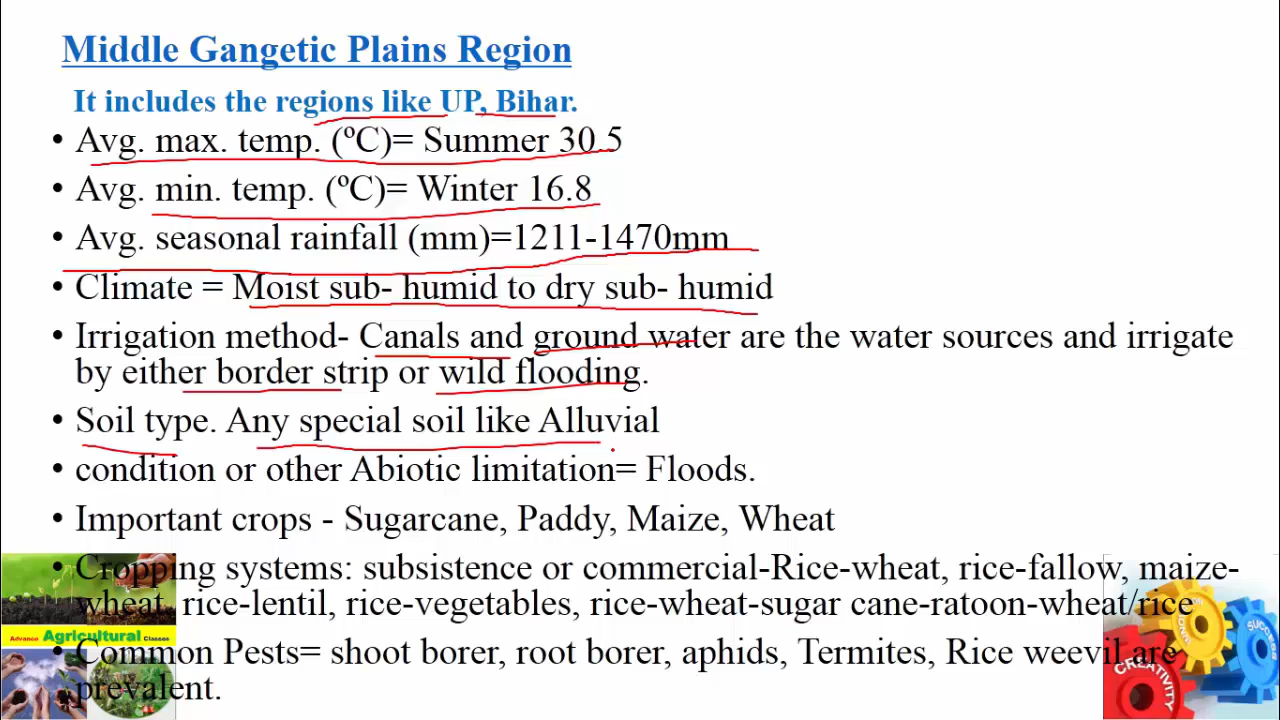 Middle Gangetic Plains Region
It includes the regions like UP, Bihar.
• Avg. max. temp. (ºC)= Summer 30.5
• Avg. min. temp. (ºC)= Winter 16.8
• Avg. seasonal rainfall (mm)=1211-1470mm
• Climate = Moist sub- humid to dry sub- humid
• Irrigation method- Canals and ground water are the water sources and irrigate
by either border strip or wild flooding.
• Soil type. Any special soil like Alluvial
• condition or other Abiotic limitation= Floods.
• Important crops - Sugarcane, Paddy, Maize, Wheat
• Cropping systems: subsistence or commercial-Rice-wheat, rice-fallow, maize-
wheat, rice-lentil, rice-vegetables, rice-wheat-sugar cane-ratoon-wheat/rice
Advance Agricultural Classes
• Common Pests= shoot borer, root borer, aphids, Termites, Rice weevil are
prevalent.
CREATIVITY